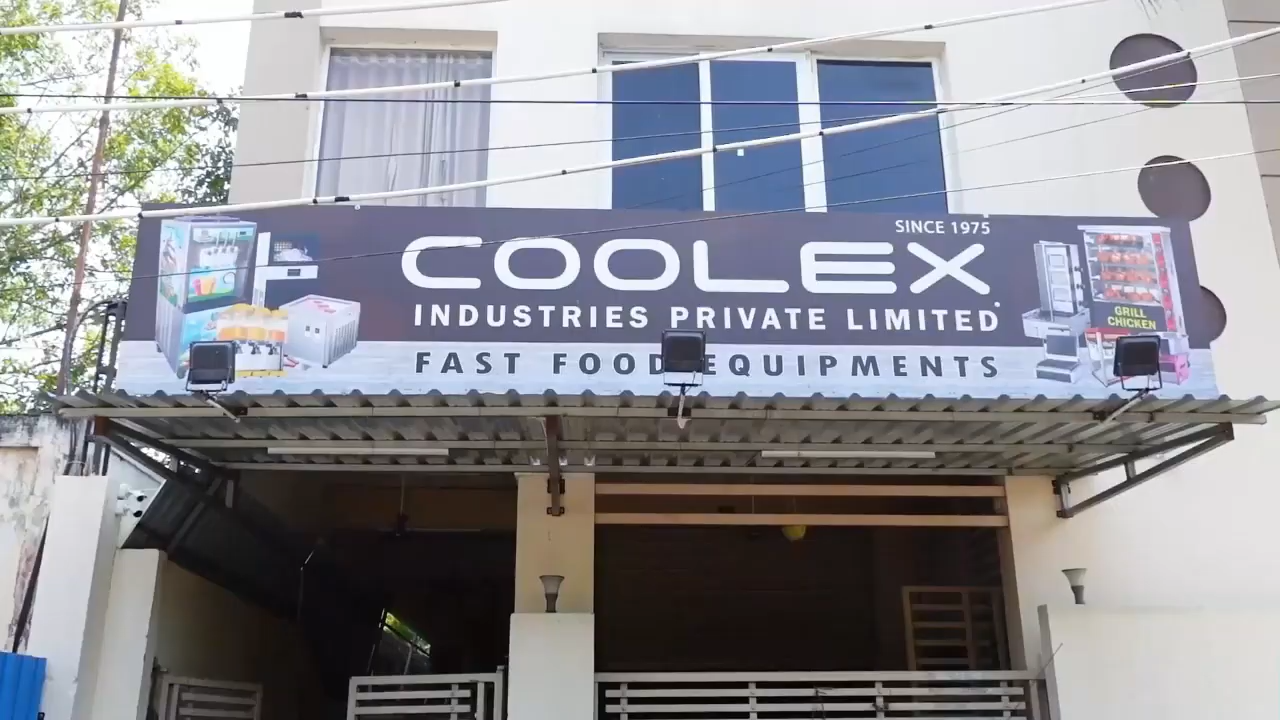 SINCE 1975
COOLEX
INDUSTRIES PRIVATE LIMITED
FAST FOOD EQUIPMENTS
GRILL
CHICKEN